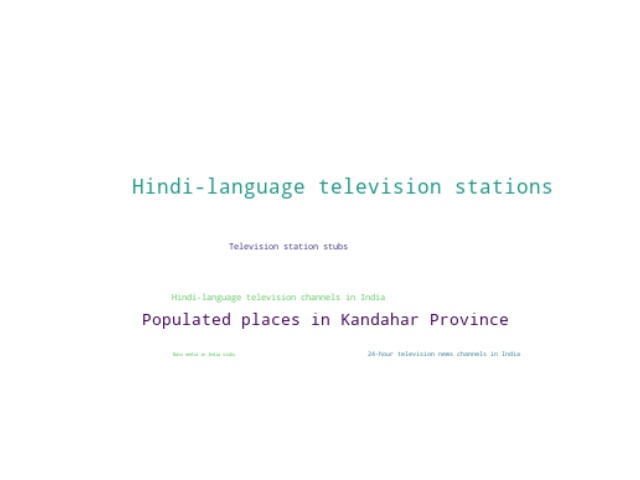 Hindi-language television stations
Television station stubs
Hindi-language television channels in India
Populated places in Kandahar Province
Mass media in India stubs
24-hour television news channels in India